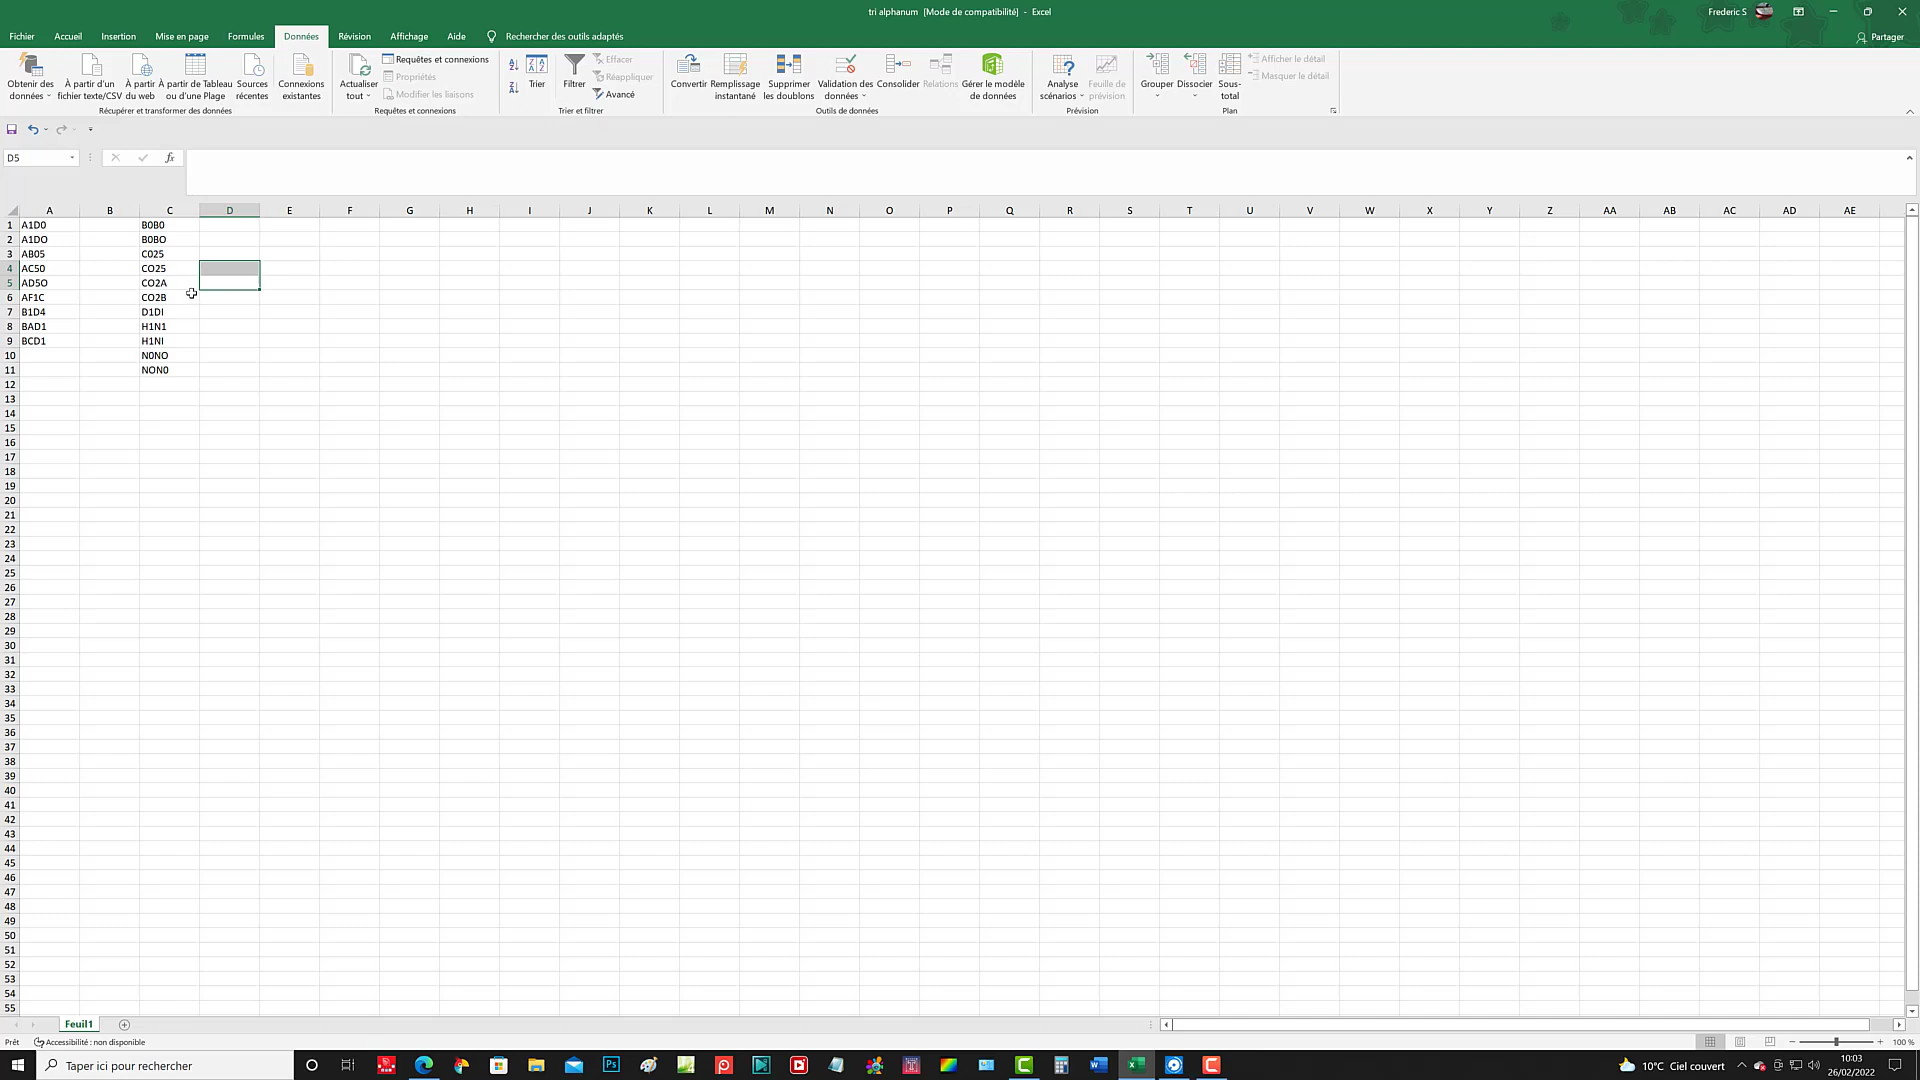 tri alphanum [Mode de compatibilité] - Excel
Frederic S
Fichier Accueil Insertion Mise en page Formules Données Révision Affichage Aide Rechercher des outils adaptés
Partager
Obtenir des données
À partir d'un fichier texte/CSV
À partir du web
À partir de Tableau ou d'une Plage
Sources récentes
Connexions existantes
Récupérer et transformer des données
Actualiser tout
Requêtes et connexions
Propriétés
Modifier les liaisons
Requêtes et connexions
Trier
Filtrer
Effacer
Réappliquer
Avancé
Trier et filtrer
Convertir
Remplissage instantané
Supprimer les doublons
Validation des données
Consolider
Relations
Gérer le modèle de données
Outils de données
Analyse scénarios
Feuille de prévision
Prévision
Grouper
Dissocier
Sous-total
Afficher le détail
Masquer le détail
Plan
D5
fx
A B C D E F G H I J K L M N O P Q R S T U V W X Y Z AA AB AC AD AE
1 A1D0 B0B0
2 A1DO B0BO
3 AB05 C025
4 AC50 CO25
5 AD5O CO2A
6 AF1C CO2B
7 B1D4 D1DI
8 BAD1 H1N1
9 BCD1 H1NI
10 N0NO
11 NON0
12
13
14
15
16
17
18
19
20
21
22
23
24
25
26
27
28
29
30
31
32
33
34
35
36
37
38
39
40
41
42
43
44
45
46
47
48
49
50
51
52
53
54
55
Feuil1
Prêt Accessibilité : non disponible
100 %
Taper ici pour rechercher
10°C Ciel couvert
10:03
26/02/2022